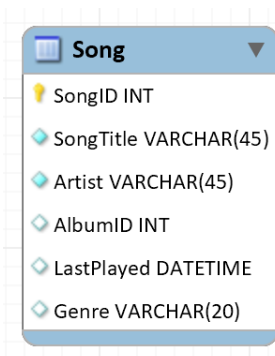 Song
SongID INT
SongTitle VARCHAR(45)
Artist VARCHAR(45)
AlbumID INT
LastPlayed DATETIME
Genre VARCHAR(20)